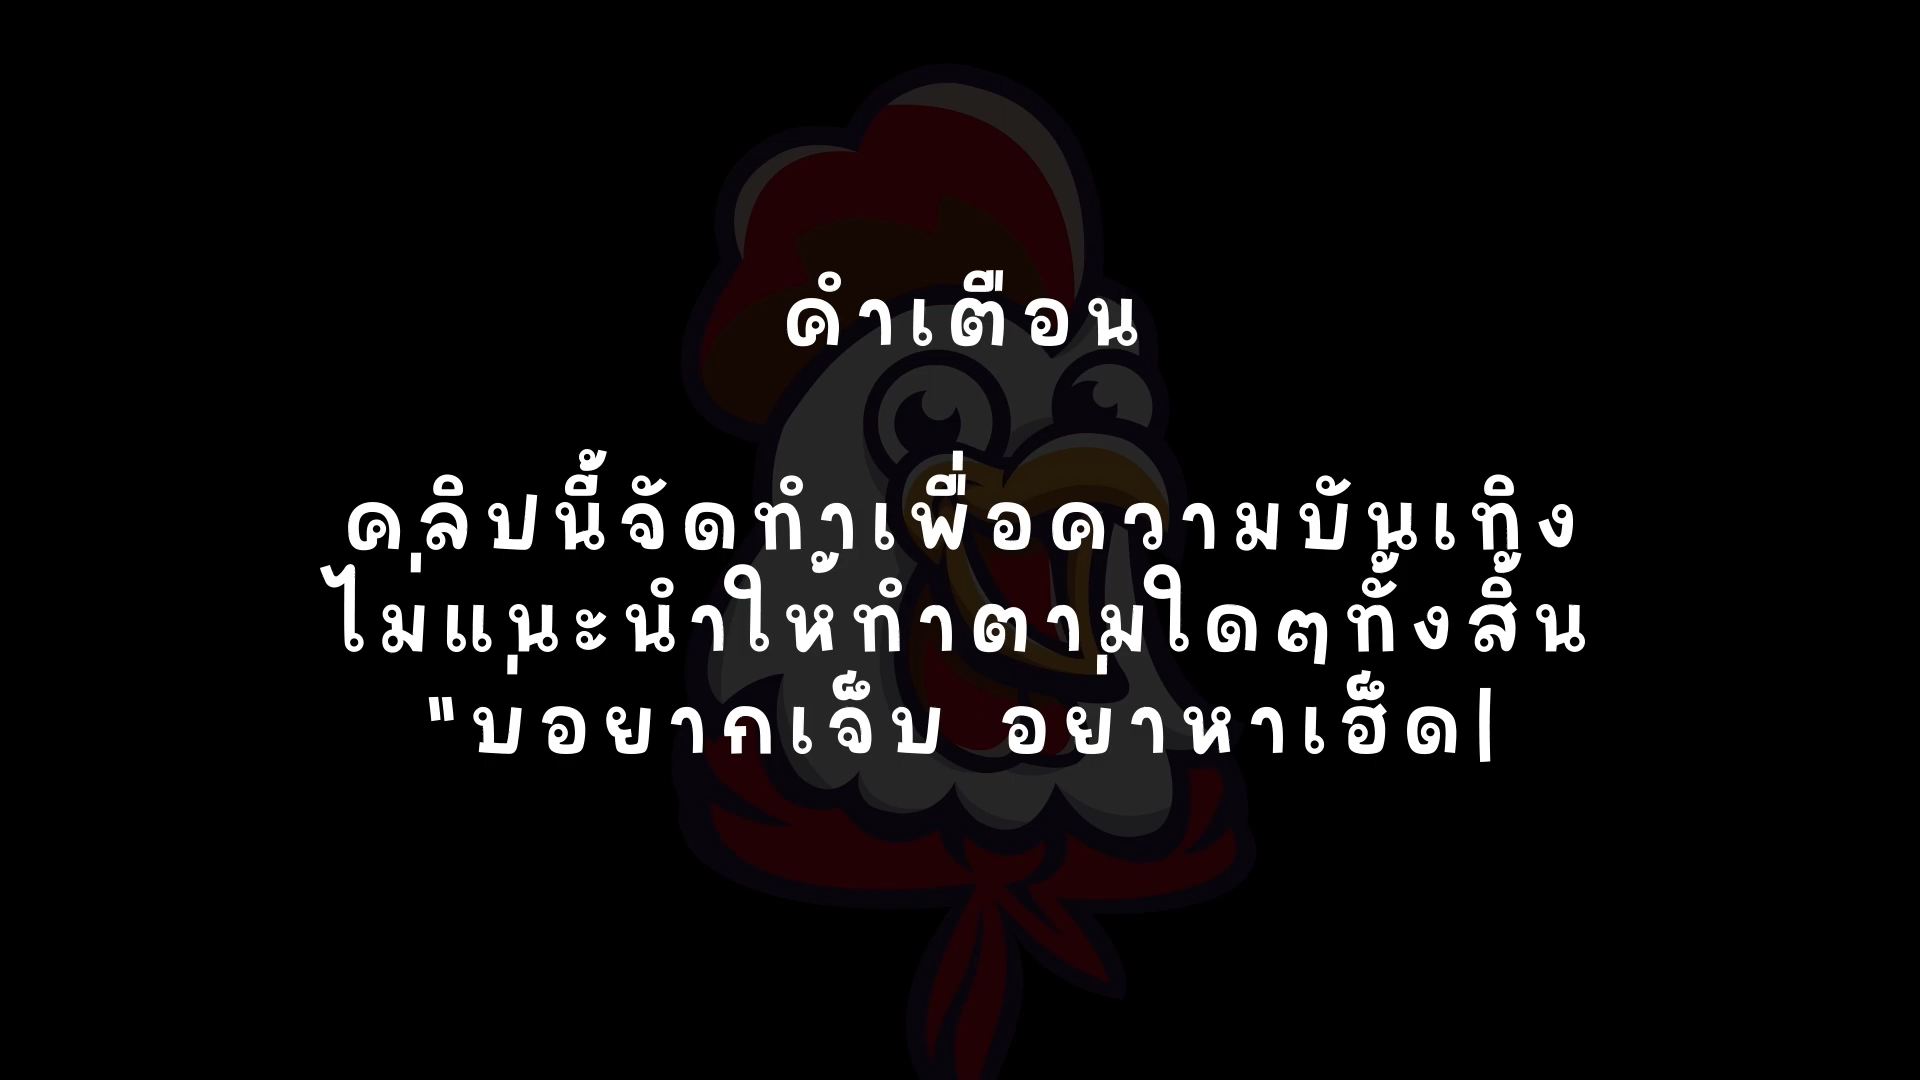 คำเตือน
คลิปนี้จัดทำเพื่อความบันเทิง
ไม่แนะนำให้ทำตามใดๆทั้งสิ้น
"บ่อยากเจ็บ อย่าหาเฮ็ด|